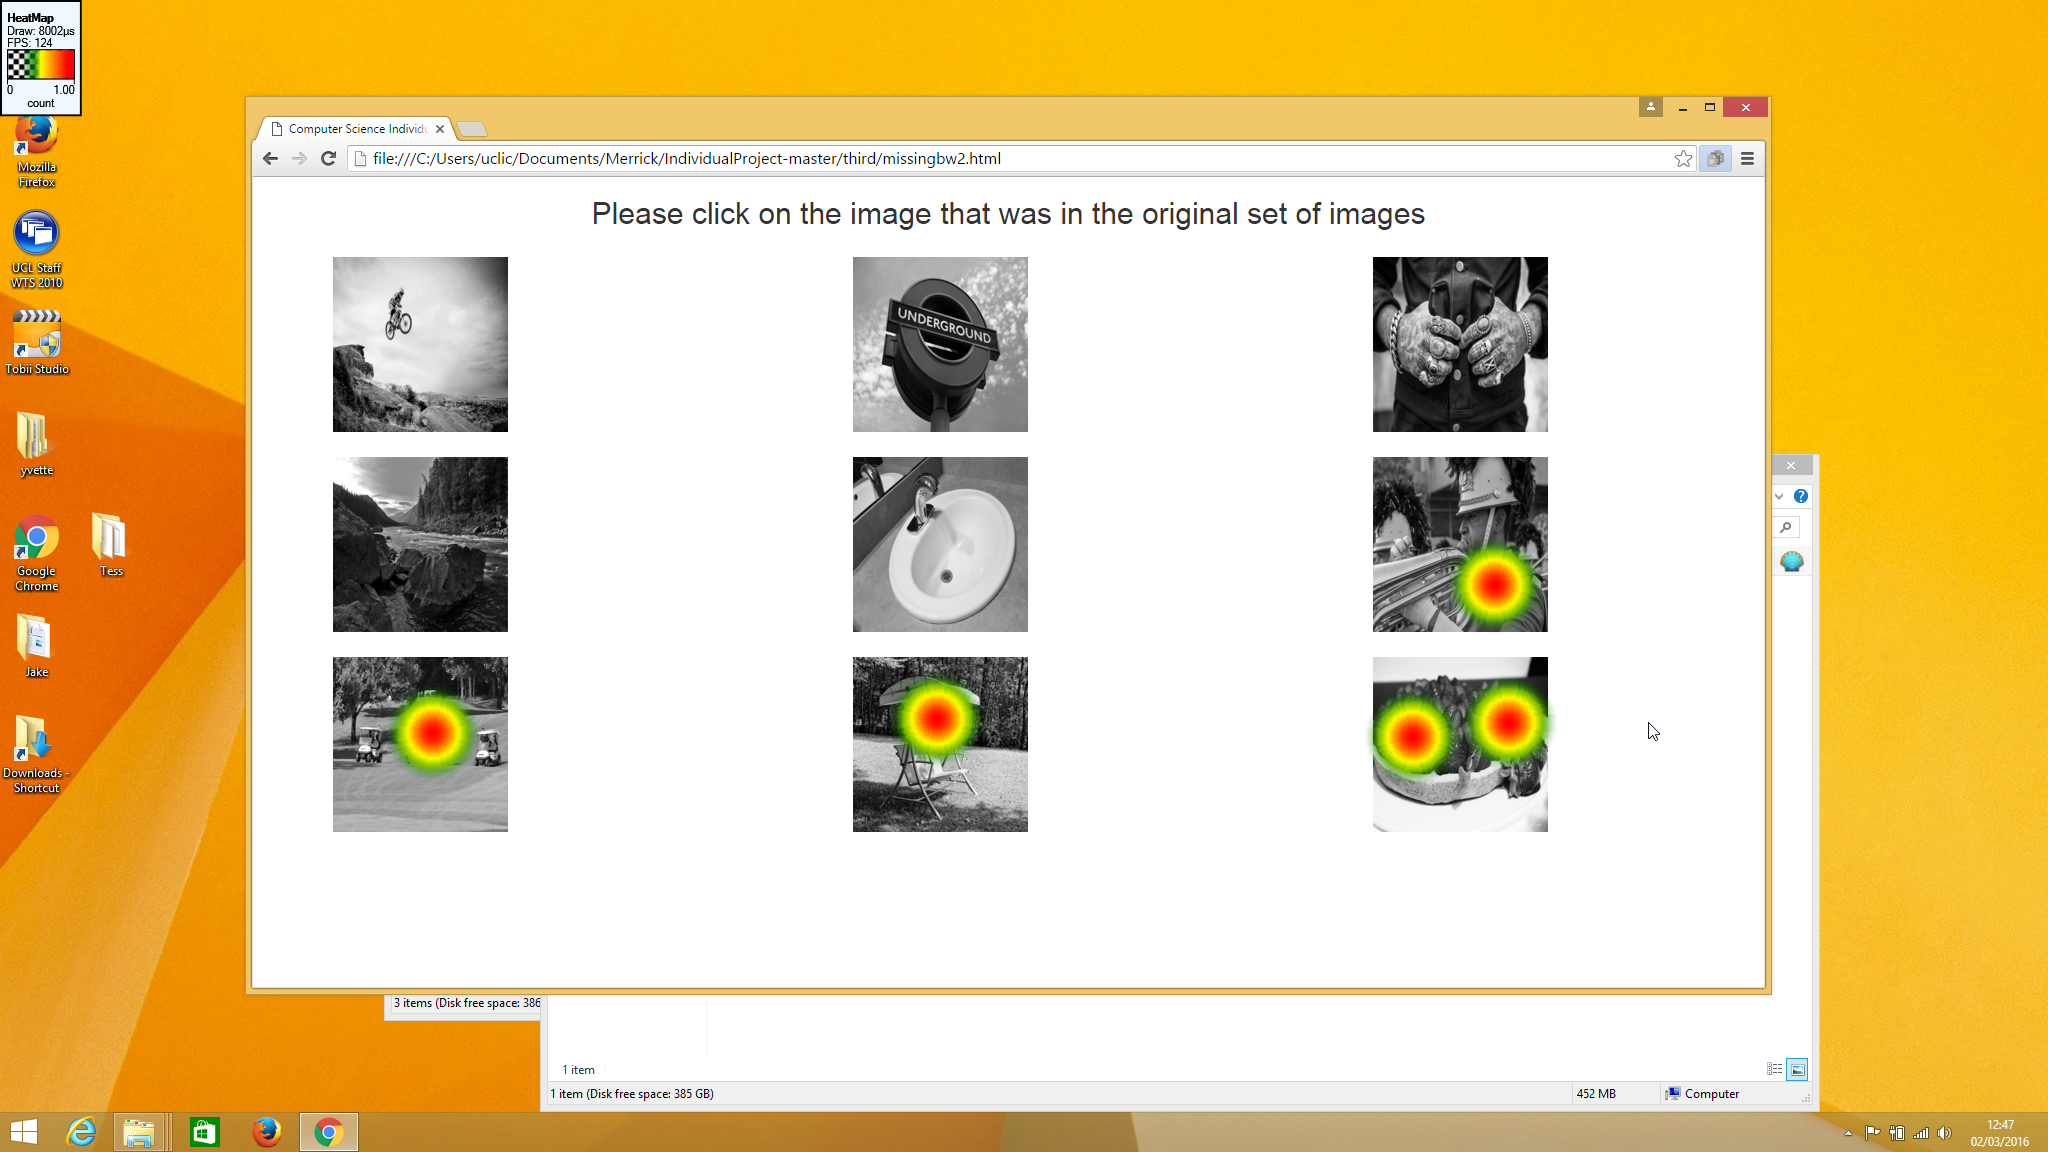 HeatMap
Draw: 8002µs
FPS: 124
0 1.00
count
Mozilla
Firefox
UCL Staff
WTS 2010
Tobii Studio
yvette
Google
Chrome
Tess
Jake
Downloads -
Shortcut
Computer Science Individu
file:///C:/Users/uclic/Documents/Merrick/IndividualProject-master/third/missingbw2.html
Please click on the image that was in the original set of images
UNDERGROUND
3 items (Disk free space: 386
1 item
1 item (Disk free space: 385 GB)
452 MB
Computer
12:47
02/03/2016